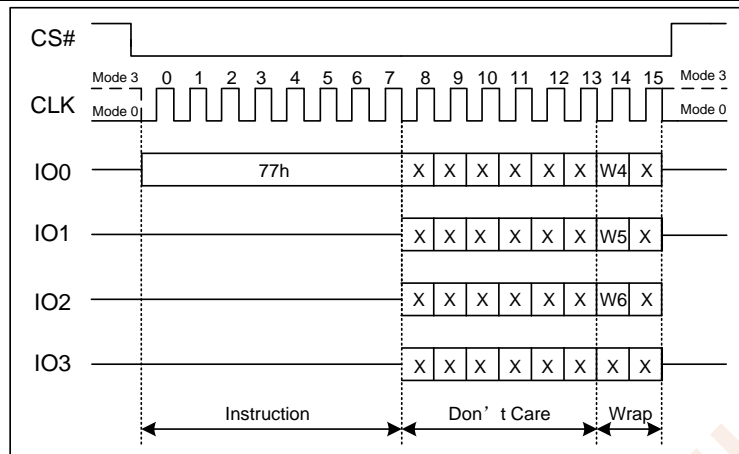 CS#
Mode 3 0 1 2 3 4 5 6 7 8 9 10 11 12 13 14 15 Mode 3
CLK
Mode 0 Mode 0
IO0 77h X X X X X X W4 X
IO1 X X X X X X W5 X
IO2 X X X X X X W6 X
IO3 X X X X X X X X
Instruction Don't Care Wrap